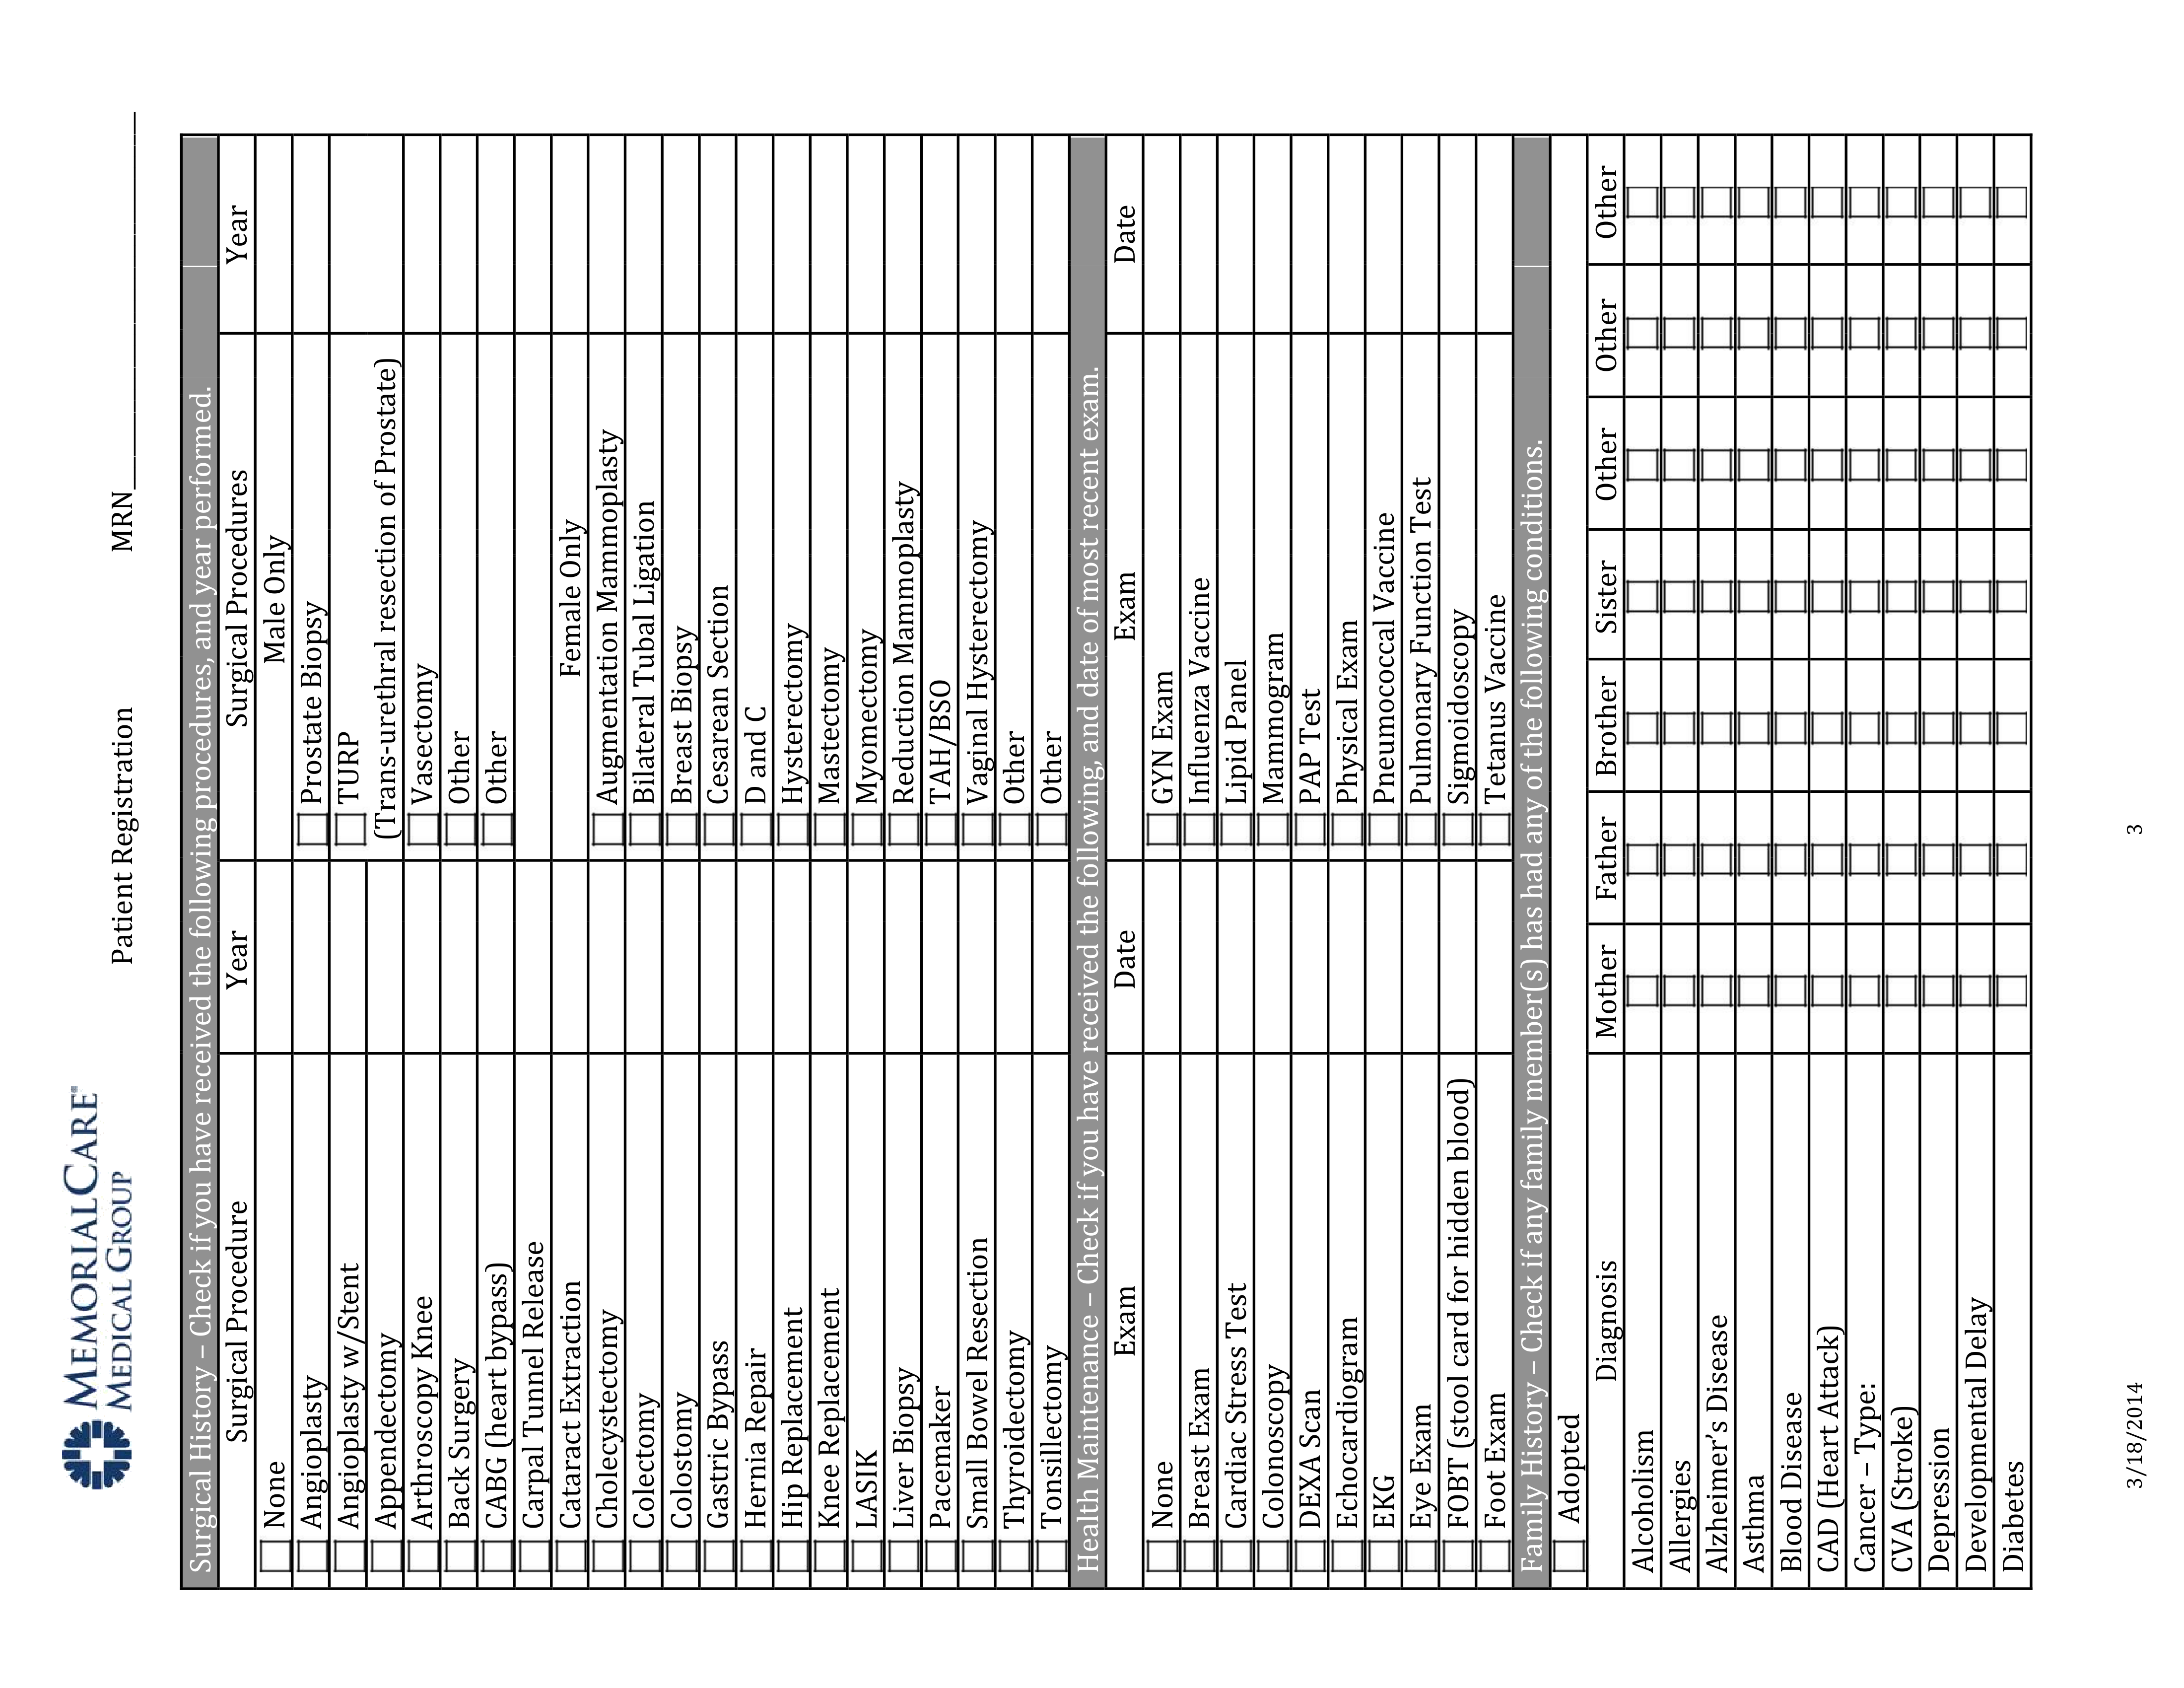 MEMORIALCARE®
MEDICAL GROUP
Patient Registration MRN____________________
Surgical History – Check if you have received the following procedures, and year performed.
Surgical Procedure Year Surgical Procedures Year
None Male Only
Angioplasty Prostate Biopsy
Angioplasty w/Stent TURP
Appendectomy (Trans-urethral resection of Prostate)
Arthroscopy Knee Vasectomy
Back Surgery Other
CABG (heart bypass) Other
Carpal Tunnel Release
Cataract Extraction Female Only
Cholecystectomy Augmentation Mammoplasty
Colectomy Bilateral Tubal Ligation
Colostomy Breast Biopsy
Gastric Bypass Cesarean Section
Hernia Repair D and C
Hip Replacement Hysterectomy
Knee Replacement Mastectomy
LASIK Myomectomy
Liver Biopsy Reduction Mammoplasty
Pacemaker TAH/BSO
Small Bowel Resection Vaginal Hysterectomy
Thyroidectomy Other
Tonsillectomy Other
Health Maintenance – Check if you have received the following, and date of most recent exam.
Exam Date Exam Date
None GYN Exam
Breast Exam Influenza Vaccine
Cardiac Stress Test Lipid Panel
Colonoscopy Mammogram
DEXA Scan PAP Test
Echocardiogram Physical Exam
EKG Pneumococcal Vaccine
Eye Exam Pulmonary Function Test
FOBT (stool card for hidden blood) Sigmoidoscopy
Foot Exam Tetanus Vaccine
Family History – Check if any family member(s) has had any of the following conditions.
Adopted
Diagnosis Mother Father Brother Sister Other Other Other
Alcoholism
Allergies
Alzheimer’s Disease
Asthma
Blood Disease
CAD (Heart Attack)
Cancer – Type:
CVA (Stroke)
Depression
Developmental Delay
Diabetes
3/18/2014 3